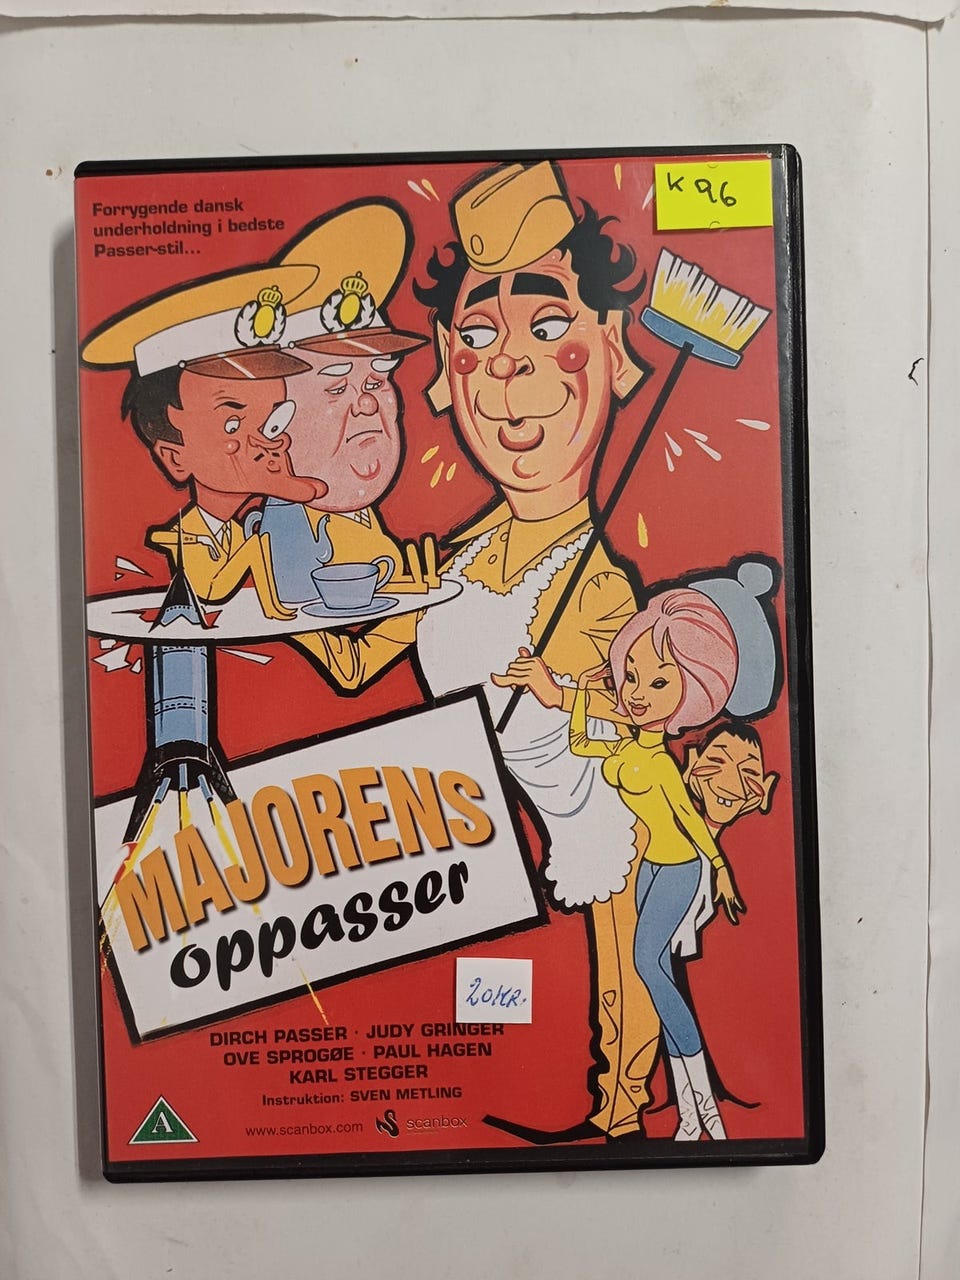 Forrygende dansk
underholdning i bedste
Passer-stil...
K 96
MAJORENS
oppasser
20KR.
DIRCH PASSER · JUDY GRINGER
OVE SPROGØE · PAUL HAGEN
KARL STEGGER
Instruktion: SVEN METLING
A
www.scanbox.com
scanbox